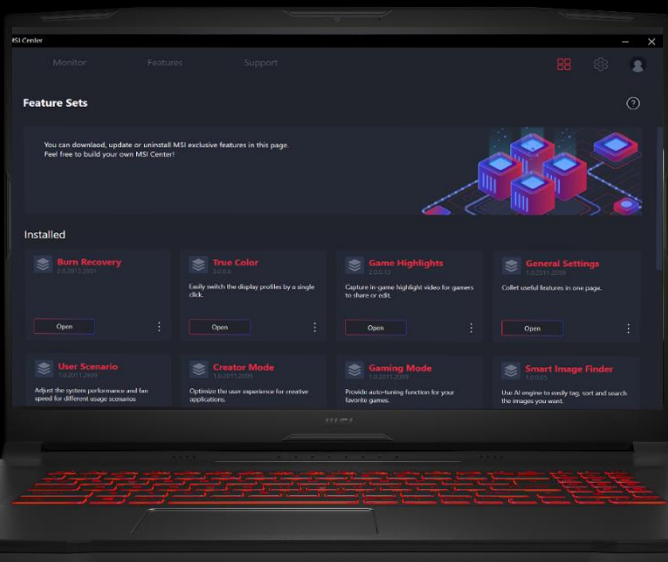 MSI Center
Monitor Features Support
Feature Sets
You can downlaod, update or uninstall MSI exclusive features in this page.
Feel free to build your own MSI Center!
Installed
Burn Recovery
True Color
Game Highlights
General Settings
Easily switch the display profiles by a single
click.
Capture in-game highlight video for gamers
to share or edit.
Collet useful features in one page.
Open
Open
Open
Open
User Scenario
Creator Mode
Gaming Mode
Smart Image Finder
Adjust the system performance and fan
speed for different usage scenarios
Optimize the user experience for creative
applications.
Provide auto-tuning function for your
favorite games.
Use AI engine to easily tag, sort and search
the images you want.
msi